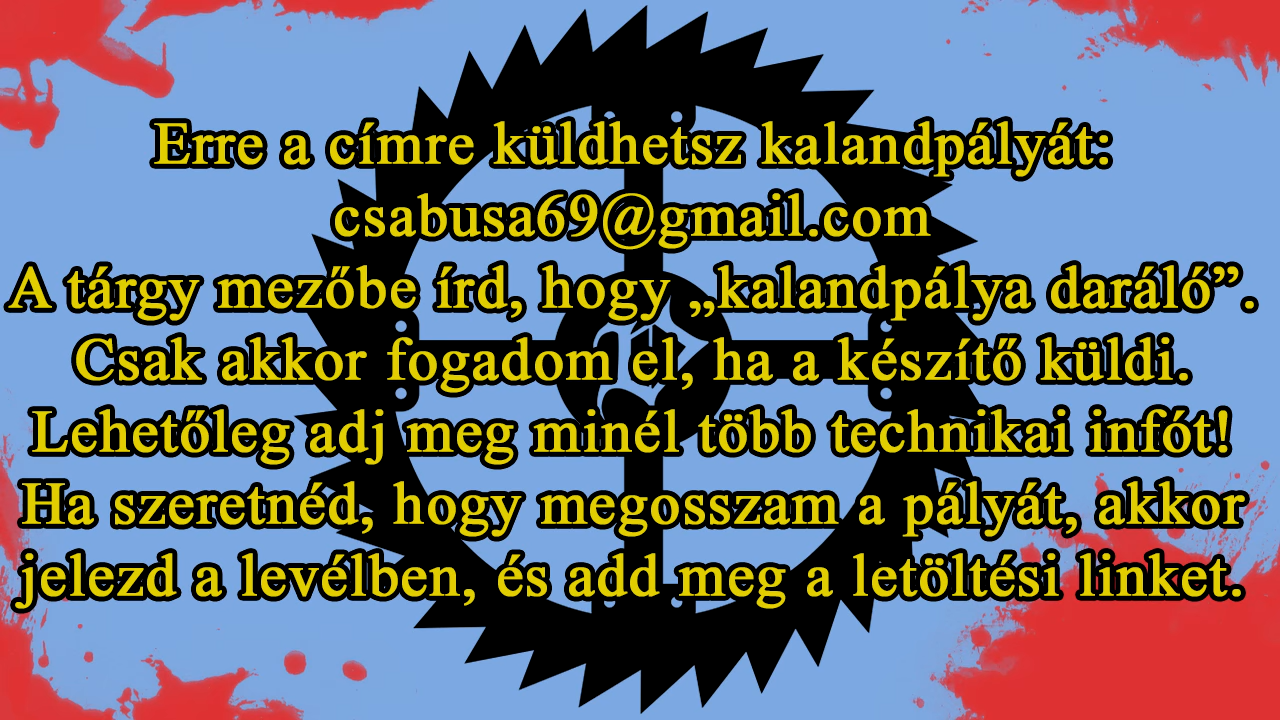 Erre a címre küldhetsz kalandpályát:
csabusa69@gmail.com
A tárgy mezőbe írd, hogy „kalandpálya daráló”.
Csak akkor fogadom el, ha a készítő küldi.
Lehetőleg adj meg minél több technikai infót!
Ha szeretnéd, hogy megosszam a pályát, akkor
jelezd a levélben, és add meg a letöltési linket.